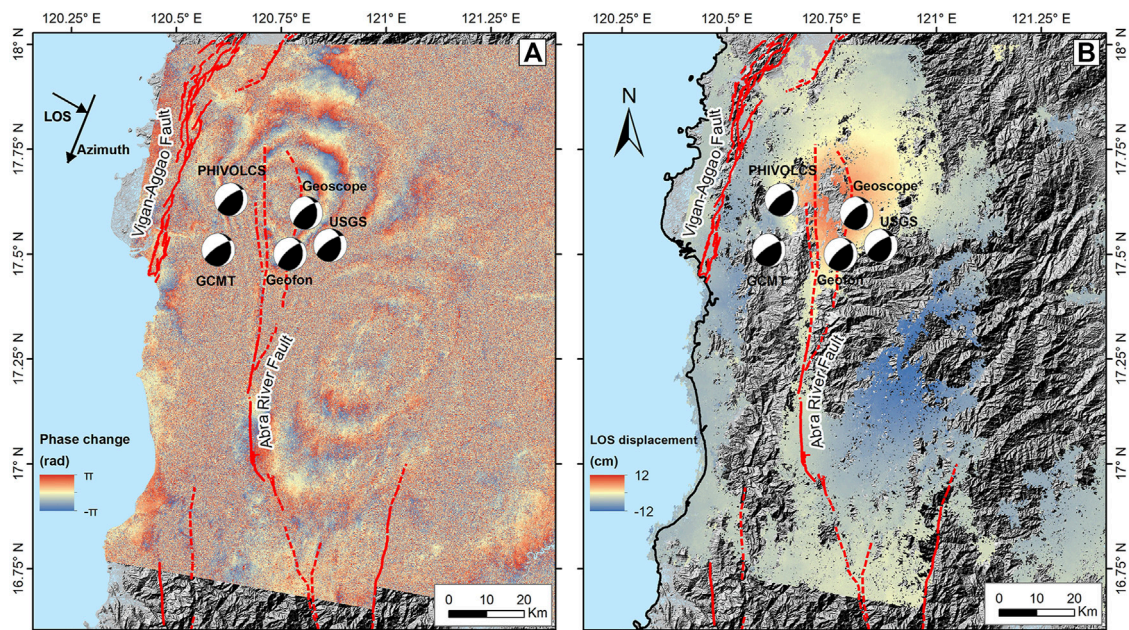 120.25° E
120.5° E
120.75° E
121° E
121.25° E
A
18° N
17.75° N
17.5° N
17.25° N
17° N
16.75° N
LOS
Azimuth
Vigan-Aggao Fault
PHIVOLCS
Geoscope
USGS
GCMT
Geofon
Abra River Fault
Phase change
(rad)
π
-π
0 10 20
Km
120.5° E
120.75° E
121° E
121.25° E
B
N
Vigan-Aggao Fault
PHIVOLCS
Geoscope
USGS
GCMT
Geofon
Abra River Fault
LOS displacement
(cm)
12
-12
0 10 20
Km
18° N
17.75° N
17.5° N
17.25° N
17° N
16.75° N